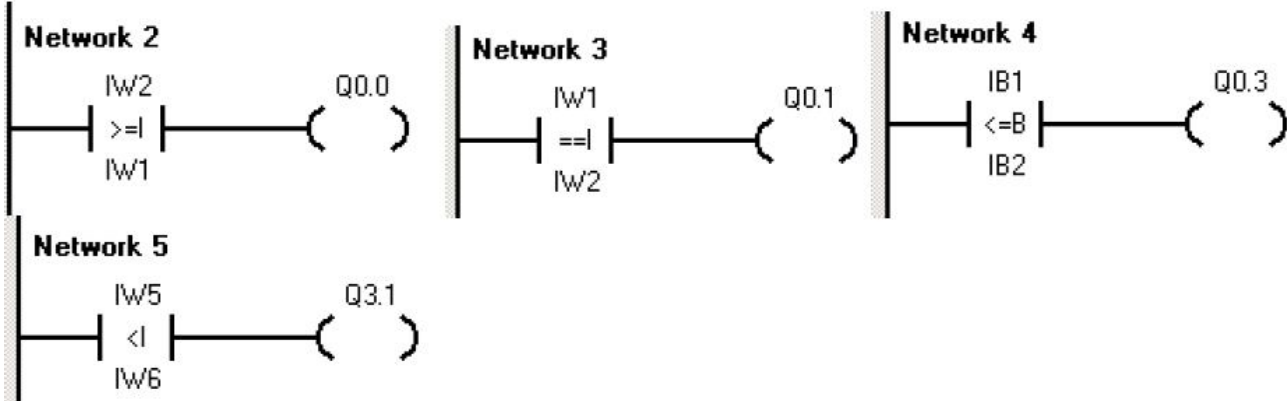 Network 2
IW2
>=I
IW1
Q0.0
Network 3
IW1
==I
IW2
Q0.1
Network 4
IB1
<=B
IB2
Q0.3
Network 5
IW5
<I
IW6
Q3.1